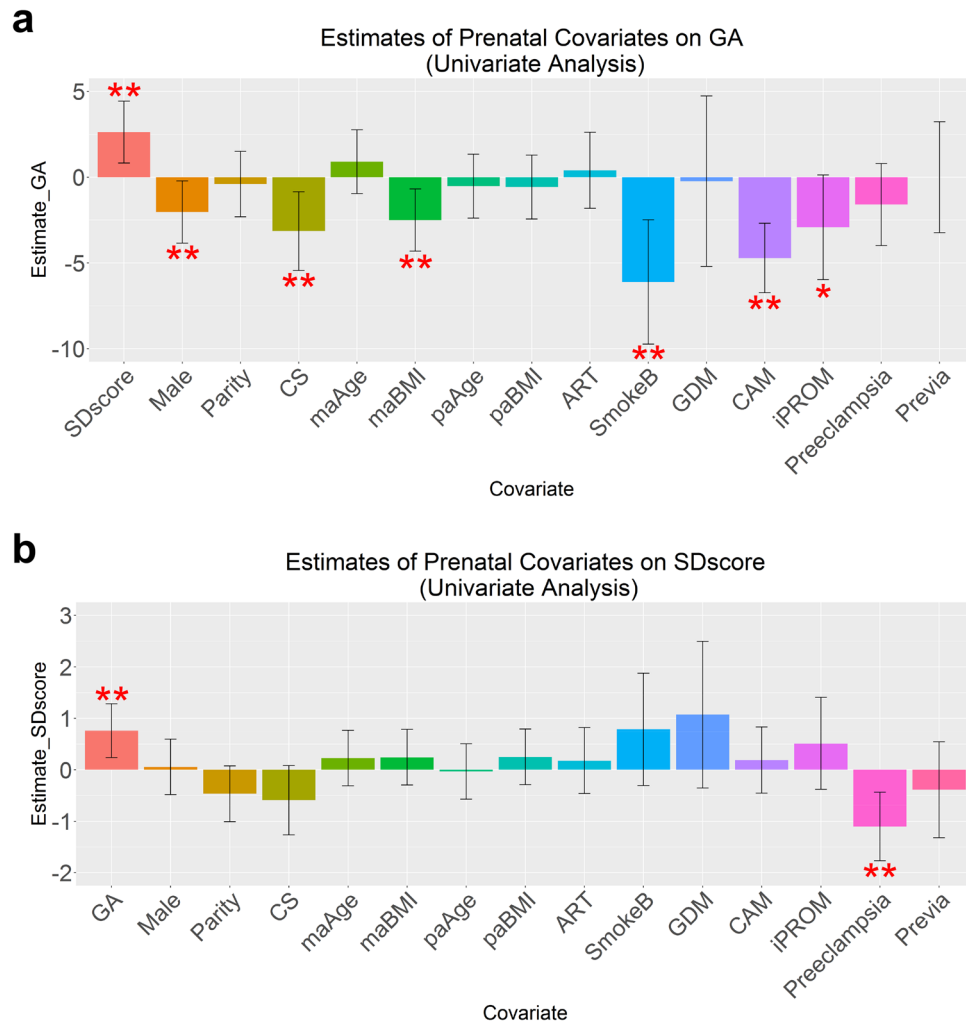 a
Estimates of Prenatal Covariates on GA
(Univariate Analysis)
Estimate_GA
5
0
-5
-10
**
**
**
**
**
**
*
SDscore
Male
Parity
CS
maAge
maBMI
paAge
paBMI
ART
SmokeB
GDM
CAM
iPROM
Preeclampsia
Previa
Covariate
b
Estimates of Prenatal Covariates on SDscore
(Univariate Analysis)
Estimate_SDscore
3
2
1
0
-1
-2
**
**
GA
Male
Parity
CS
maAge
maBMI
paAge
paBMI
ART
SmokeB
GDM
CAM
iPROM
Preeclampsia
Previa
Covariate